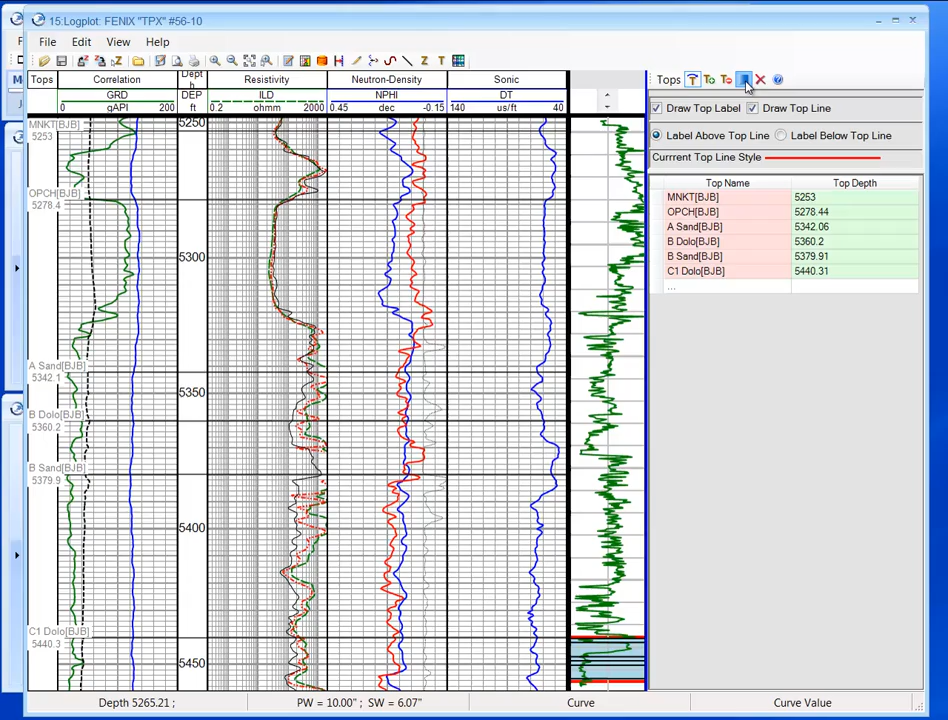 15:Logplot: FENIX "TPX" #56-10
File Edit View Help
Tops Correlation Dept h Resistivity Neutron-Density Sonic
GRD DEP ILD NPHI DT
0 gAPI 200 ft 0.2 ohmm 2000 0.45 dec -0.15 140 us/ft 40
MNKT[BJB]
5253
5250
OPCH[BJB]
5278.4
5300
A Sand[BJB]
5342.1
5350
B Dolo[BJB]
5360.2
B Sand[BJB]
5379.9
5400
C1 Dolo[BJB]
5440.3
5450
Tops
Draw Top Label Draw Top Line
Label Above Top Line Label Below Top Line
Currrent Top Line Style
Top Name Top Depth
MNKT[BJB] 5253
OPCH[BJB] 5278.44
A Sand[BJB] 5342.06
B Dolo[BJB] 5360.2
B Sand[BJB] 5379.91
C1 Dolo[BJB] 5440.31
...
Depth 5265.21 ; PW = 10.00" ; SW = 6.07" Curve Curve Value